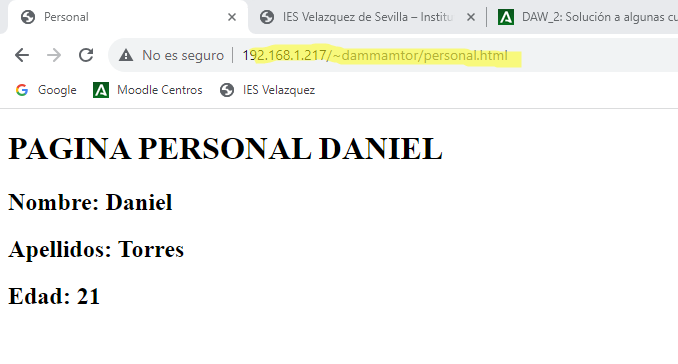 Personal
IES Velazquez de Sevilla – Institu
DAW_2: Solución a algunas cu
No es seguro
192.168.1.217/~dammamtor/personal.html
Google
Moodle Centros
IES Velazquez
PAGINA PERSONAL DANIEL
Nombre: Daniel
Apellidos: Torres
Edad: 21